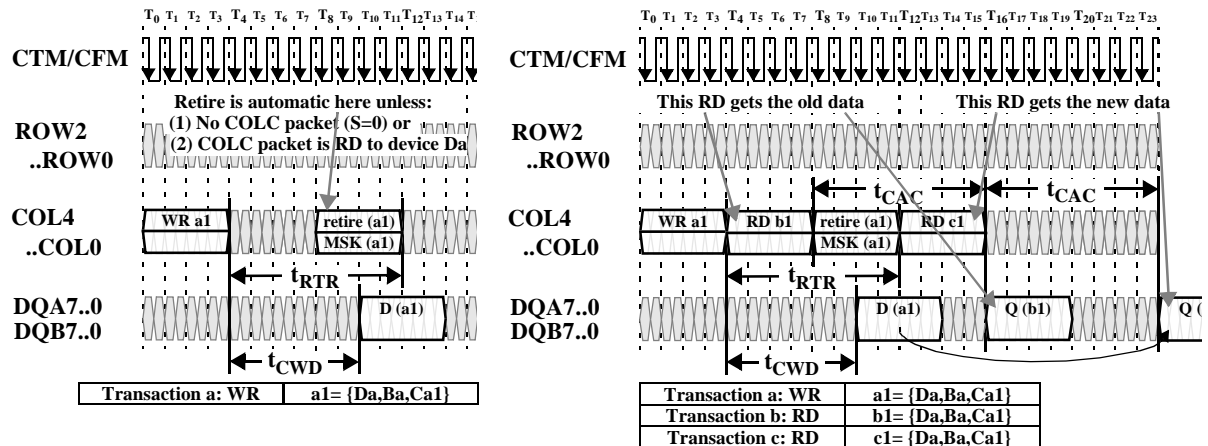 T0 T1 T2 T3 T4 T5 T6 T7 T8 T9 T10 T11 T12 T13 T14
CTM/CFM
Retire is automatic here unless:
(1) No COLC packet (S=0) or
(2) COLC packet is RD to device Da
ROW2
..ROW0
COL4
..COL0
WR a1
retire (a1)
MSK (a1)
tRTR
DQA7..0
DQB7..0
D (a1)
tCWD
Transaction a: WR a1= {Da,Ba,Ca1}
T0 T1 T2 T3 T4 T5 T6 T7 T8 T9 T10 T11 T12 T13 T14 T15 T16 T17 T18 T19 T20 T21 T22 T23
CTM/CFM
This RD gets the old data
This RD gets the new data
ROW2
..ROW0
tCAC
tCAC
COL4
..COL0
WR a1
RD b1
retire (a1)
RD c1
MSK (a1)
tRTR
DQA7..0
DQB7..0
D (a1)
Q (b1)
Q (
tCWD
Transaction a: WR a1= {Da,Ba,Ca1}
Transaction b: RD b1= {Da,Ba,Ca1}
Transaction c: RD c1= {Da,Ba,Ca1}